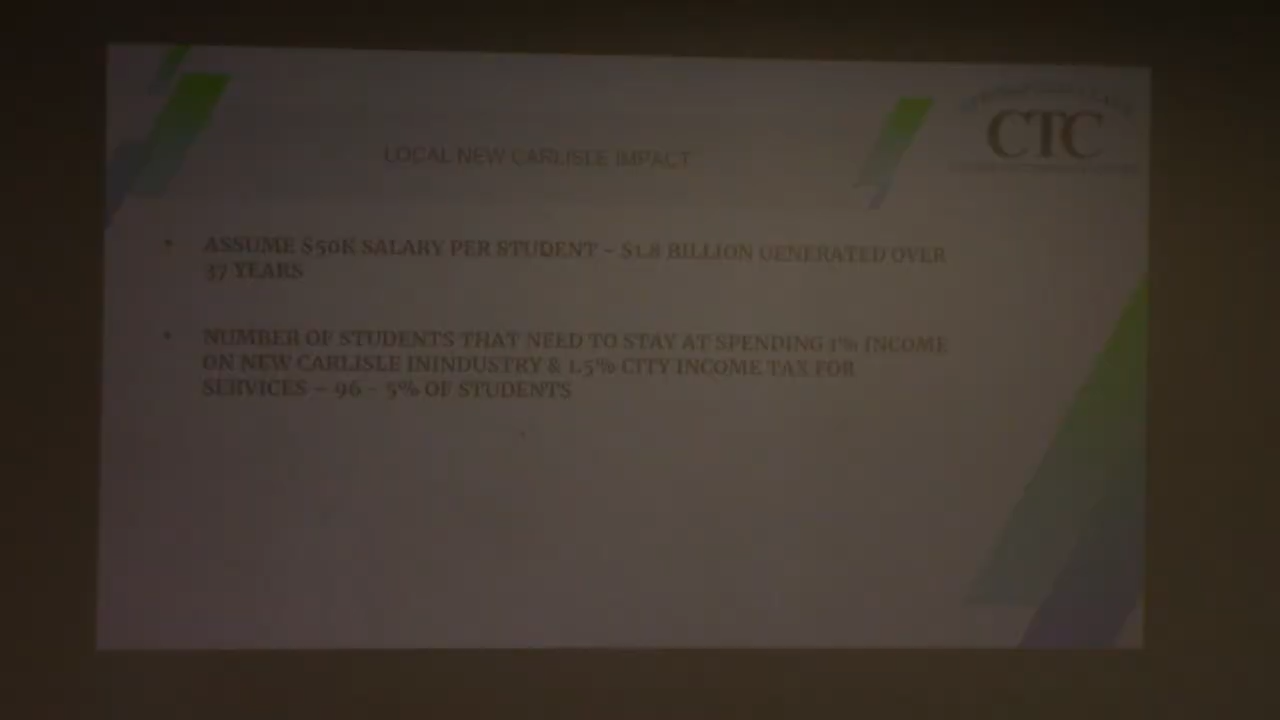 CTC
LOCAL NEW CARLISLE IMPACT
• ASSUME $50K SALARY PER STUDENT – $1.8 BILLION GENERATED OVER
37 YEARS
• NUMBER OF STUDENTS THAT NEED TO STAY AT SPENDING 1% INCOME
ON NEW CARLISLE ININDUSTRY & 1.5% CITY INCOME TAX FOR
SERVICES – 96 – 5% OF STUDENTS